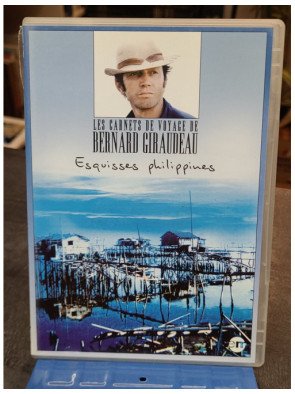 LES CARNETS DE VOYAGE DE
BERNARD GIRAUDEAU
Esquisses philippines